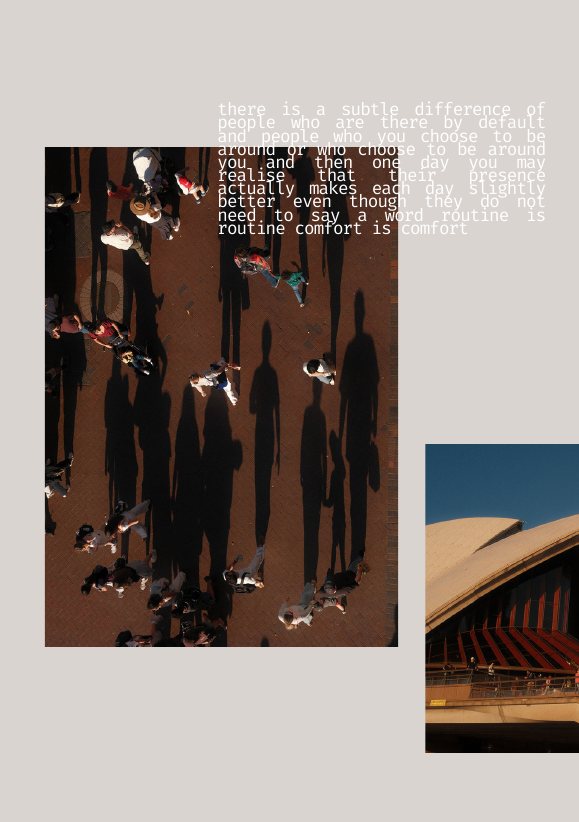 there is a subtle difference of
people who are there by default
and people who you choose to be
around or who choose to be around
you and then one day you may
realise that their presence
actually makes each day slightly
better even though they do not
need to say a word routine is
routine comfort is comfort